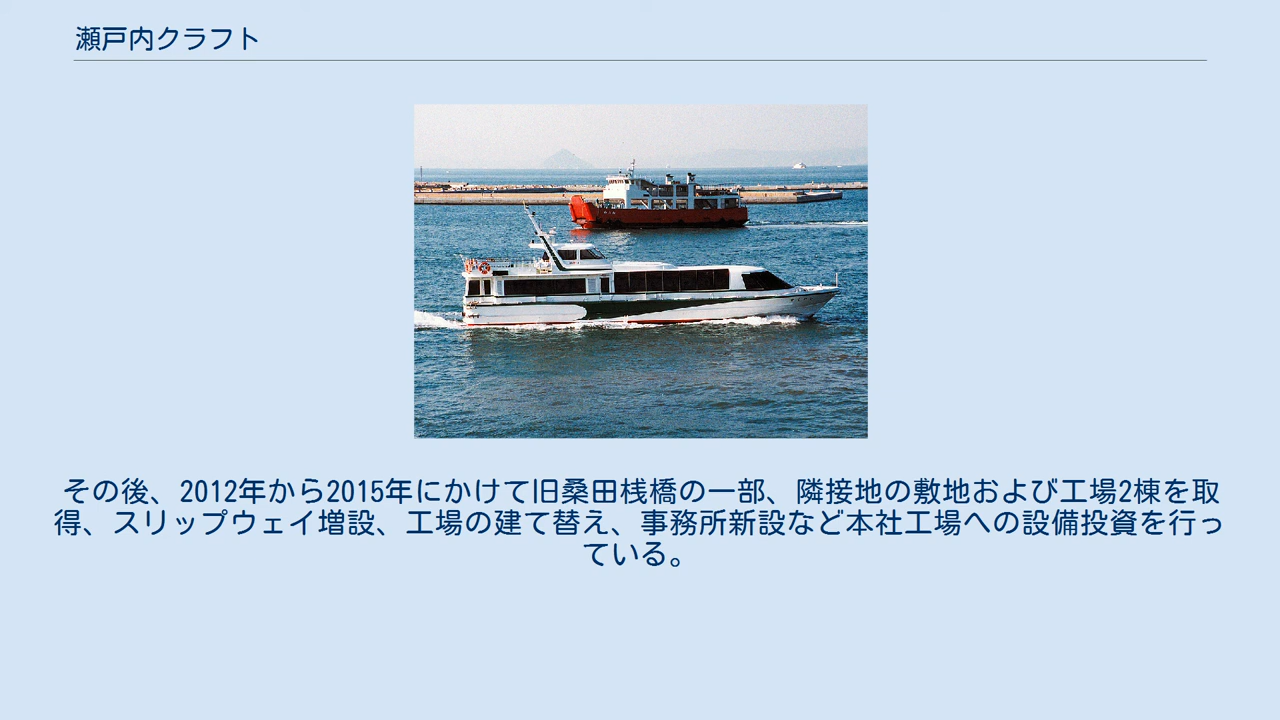 瀬戸内クラフト
その後、2012年から2015年にかけて旧桑田桟橋の一部、隣接地の敷地および工場2棟を取
得、スリップウェイ増設、工場の建て替え、事務所新設など本社工場への設備投資を行っ
ている。